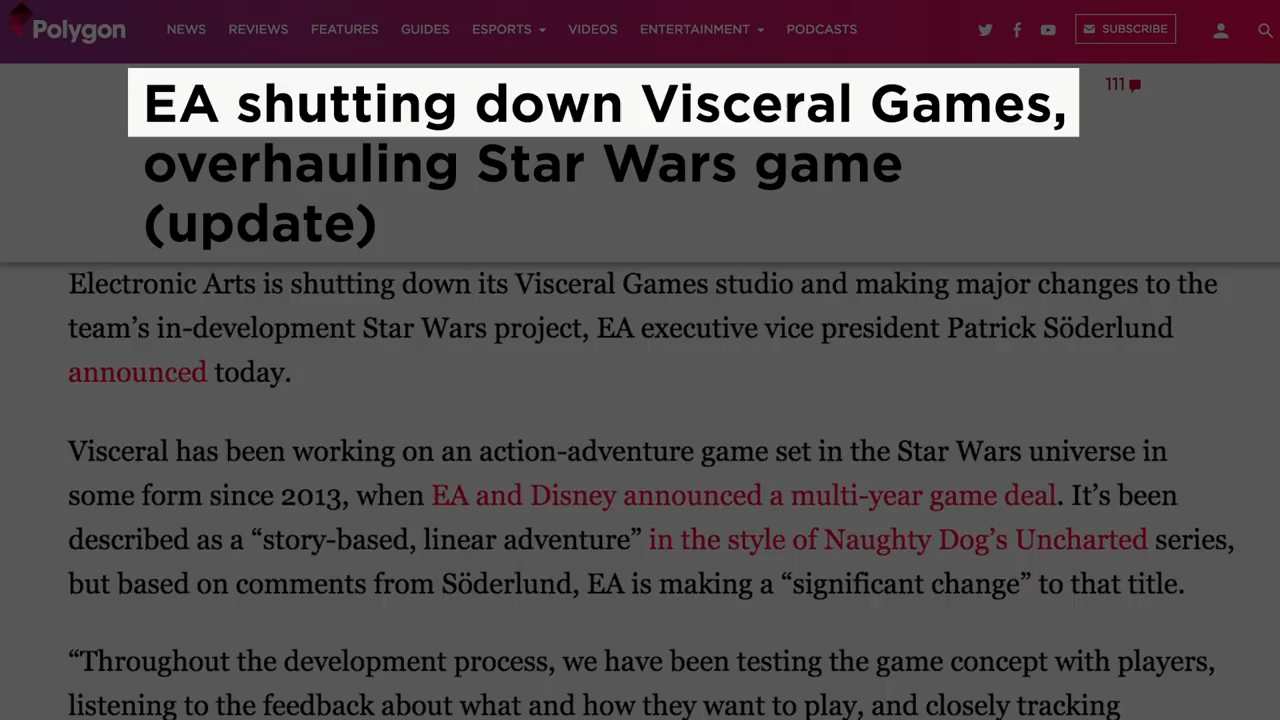 Polygon NEWS REVIEWS FEATURES GUIDES ESPORTS VIDEOS ENTERTAINMENT PODCASTS SUBSCRIBE
EA shutting down Visceral Games, 111
overhauling Star Wars game
(update)
Electronic Arts is shutting down its Visceral Games studio and making major changes to the
team’s in-development Star Wars project, EA executive vice president Patrick Söderlund
announced today.
Visceral has been working on an action-adventure game set in the Star Wars universe in
some form since 2013, when EA and Disney announced a multi-year game deal. It’s been
described as a “story-based, linear adventure” in the style of Naughty Dog’s Uncharted series,
but based on comments from Söderlund, EA is making a “significant change” to that title.
“Throughout the development process, we have been testing the game concept with players,
listening to the feedback about what and how they want to play, and closely tracking